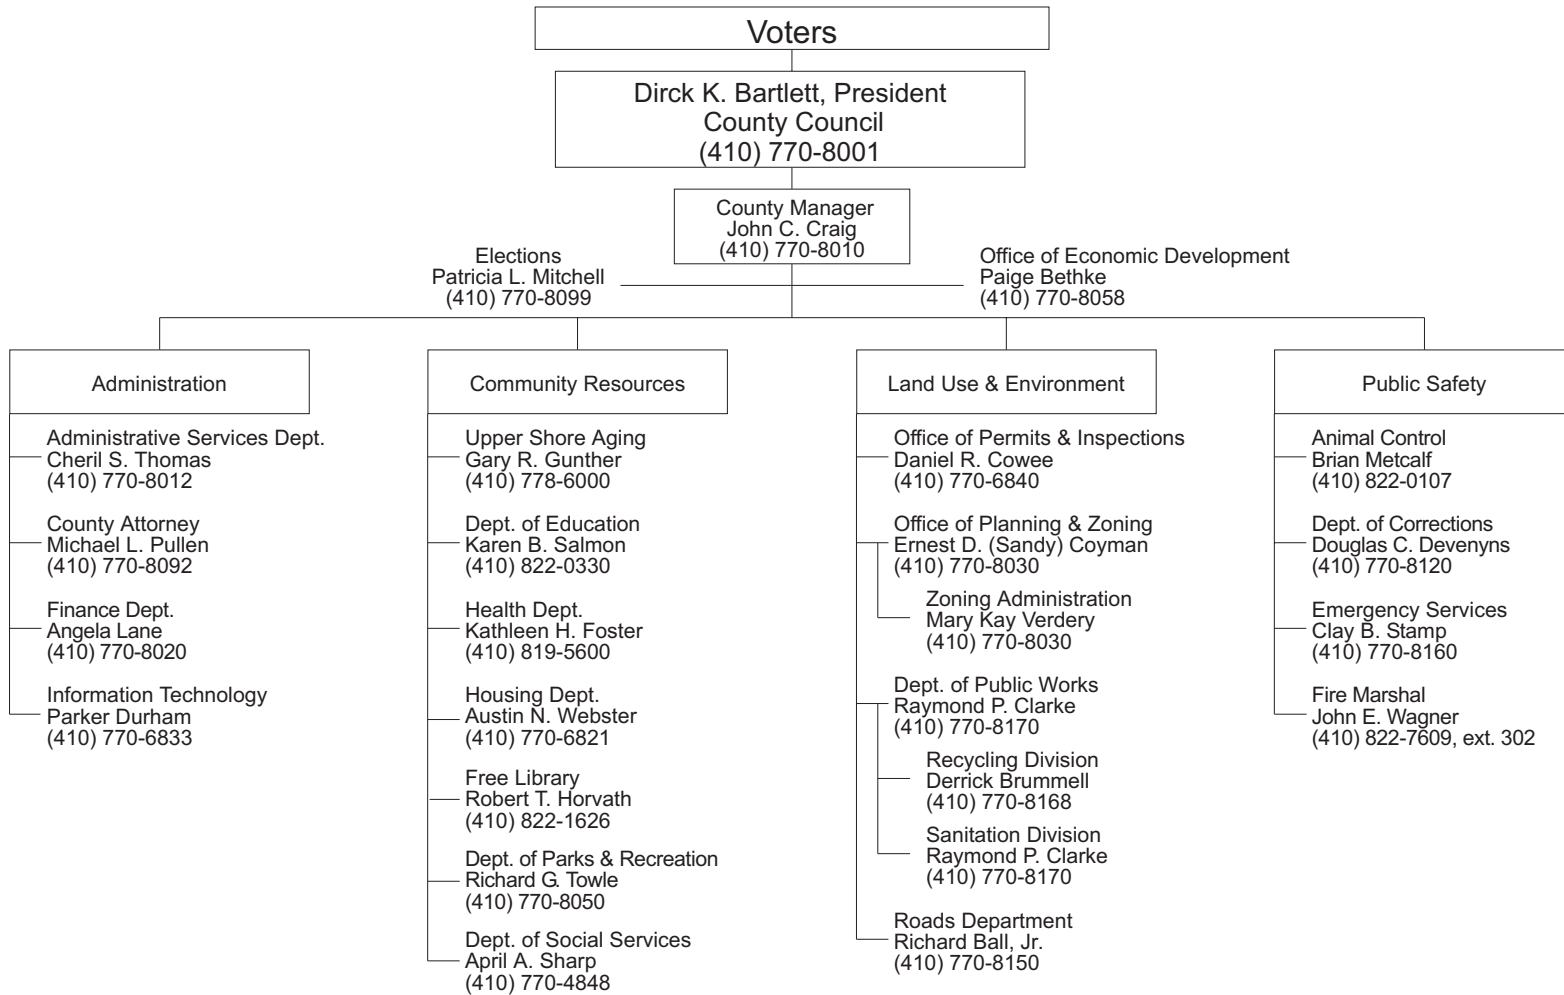 Voters
Dirck K. Bartlett, President
County Council
(410) 770-8001
County Manager
John C. Craig
(410) 770-8010
Elections
Patricia L. Mitchell
(410) 770-8099
Office of Economic Development
Paige Bethke
(410) 770-8058
Administration
Administrative Services Dept.
Cheril S. Thomas
(410) 770-8012
County Attorney
Michael L. Pullen
(410) 770-8092
Finance Dept.
Angela Lane
(410) 770-8020
Information Technology
Parker Durham
(410) 770-6833
Community Resources
Upper Shore Aging
Gary R. Gunther
(410) 778-6000
Dept. of Education
Karen B. Salmon
(410) 822-0330
Health Dept.
Kathleen H. Foster
(410) 819-5600
Housing Dept.
Austin N. Webster
(410) 770-6821
Free Library
Robert T. Horvath
(410) 822-1626
Dept. of Parks & Recreation
Richard G. Towle
(410) 770-8050
Dept. of Social Services
April A. Sharp
(410) 770-4848
Land Use & Environment
Office of Permits & Inspections
Daniel R. Cowee
(410) 770-6840
Office of Planning & Zoning
Ernest D. (Sandy) Coyman
(410) 770-8030
Zoning Administration
Mary Kay Verdery
(410) 770-8030
Dept. of Public Works
Raymond P. Clarke
(410) 770-8170
Recycling Division
Derrick Brummell
(410) 770-8168
Sanitation Division
Raymond P. Clarke
(410) 770-8170
Roads Department
Richard Ball, Jr.
(410) 770-8150
Public Safety
Animal Control
Brian Metcalf
(410) 822-0107
Dept. of Corrections
Douglas C. Devenyns
(410) 770-8120
Emergency Services
Clay B. Stamp
(410) 770-8160
Fire Marshal
John E. Wagner
(410) 822-7609, ext. 302